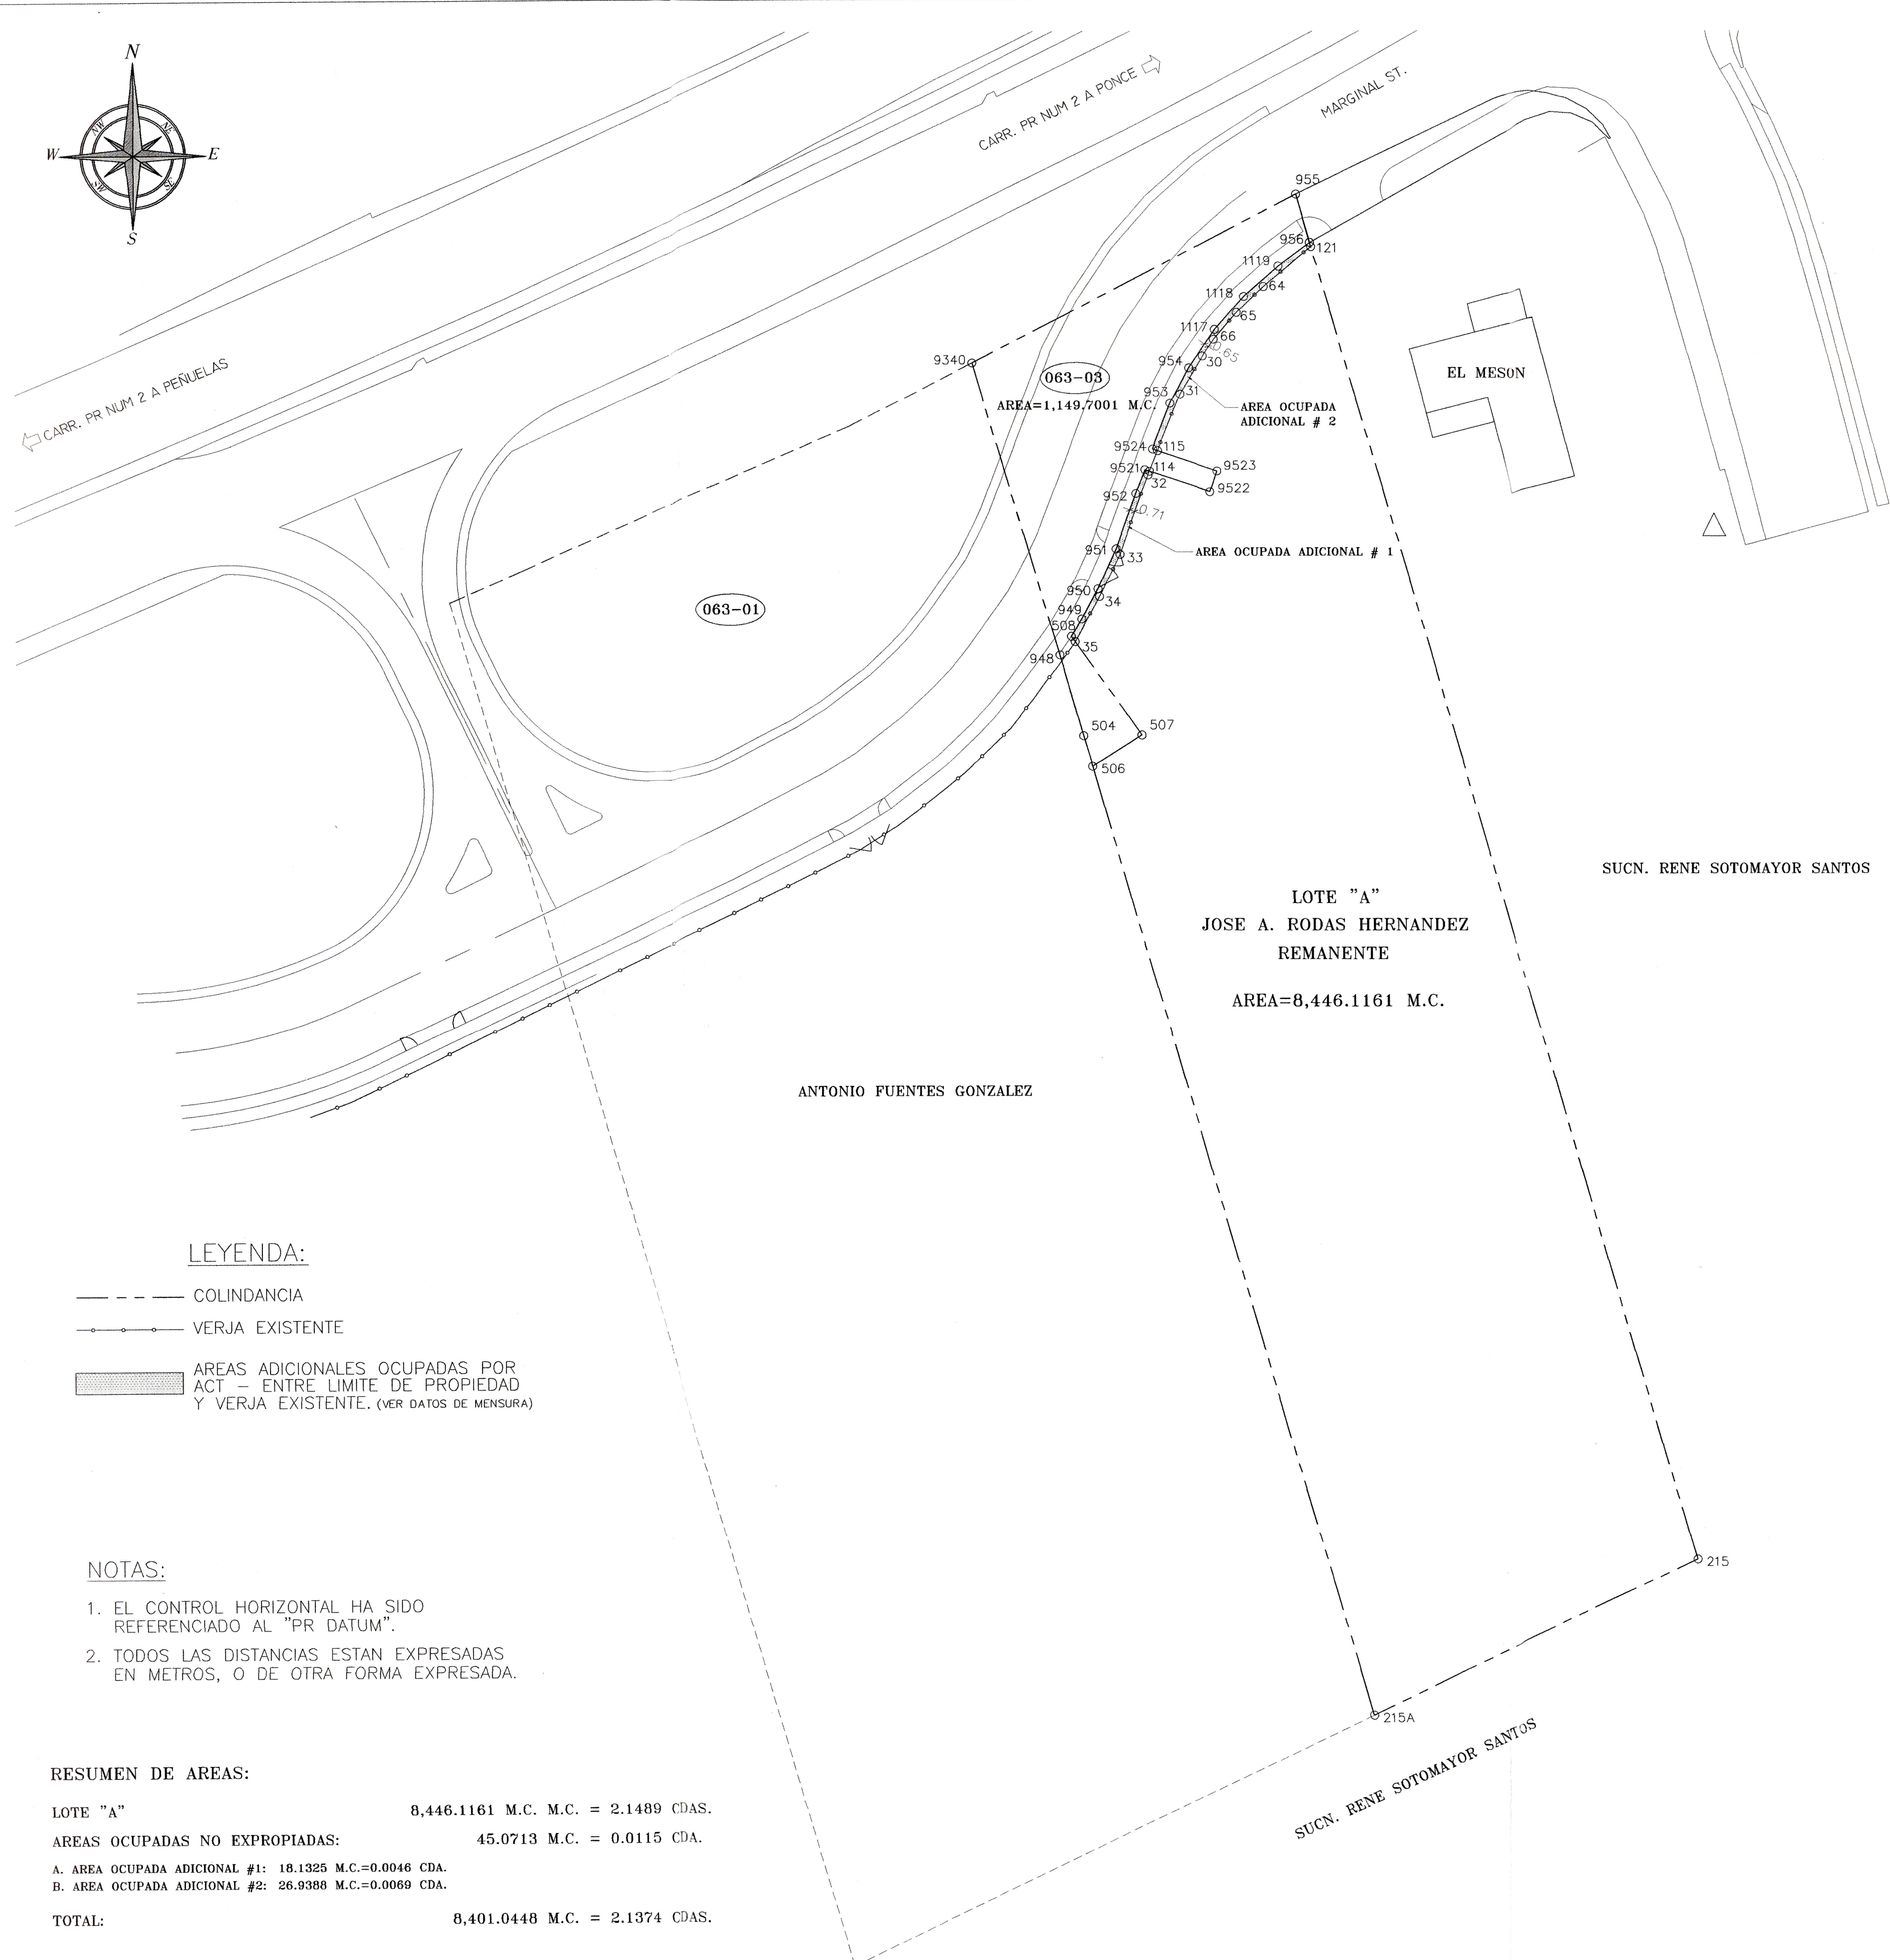 N
NW
NE
W
E
SW
SE
S
CARR. PR NUM 2 A PONCE
MARGINAL ST.
CARR. PR NUM 2 A PEÑUELAS
955
956
121
1119
64
1118
65
1117
66
0.65
30
954
9340
063-03
AREA=1,149.7001 M.C.
953
31
EL MESON
AREA OCUPADA
ADICIONAL # 2
9524
115
9521
114
9523
32
9522
952
0.71
951
33
AREA OCUPADA ADICIONAL # 1
950
34
949
508
35
948
063-01
504
507
506
SUCN. RENE SOTOMAYOR SANTOS
LOTE "A"
JOSE A. RODAS HERNANDEZ
REMANENTE
AREA=8,446.1161 M.C.
ANTONIO FUENTES GONZALEZ
215
215A
SUCN. RENE SOTOMAYOR SANTOS
LEYENDA:
COLINDANCIA
VERJA EXISTENTE
AREAS ADICIONALES OCUPADAS POR
ACT - ENTRE LIMITE DE PROPIEDAD
Y VERJA EXISTENTE. (VER DATOS DE MENSURA)
NOTAS:
1. EL CONTROL HORIZONTAL HA SIDO
REFERENCIADO AL "PR DATUM".
2. TODOS LAS DISTANCIAS ESTAN EXPRESADAS
EN METROS, O DE OTRA FORMA EXPRESADA.
RESUMEN DE AREAS:
LOTE "A" 8,446.1161 M.C. M.C. = 2.1489 CDAS.
AREAS OCUPADAS NO EXPROPIADAS: 45.0713 M.C. = 0.0115 CDA.
A. AREA OCUPADA ADICIONAL #1: 18.1325 M.C.=0.0046 CDA.
B. AREA OCUPADA ADICIONAL #2: 26.9388 M.C.=0.0069 CDA.
TOTAL: 8,401.0448 M.C. = 2.1374 CDAS.